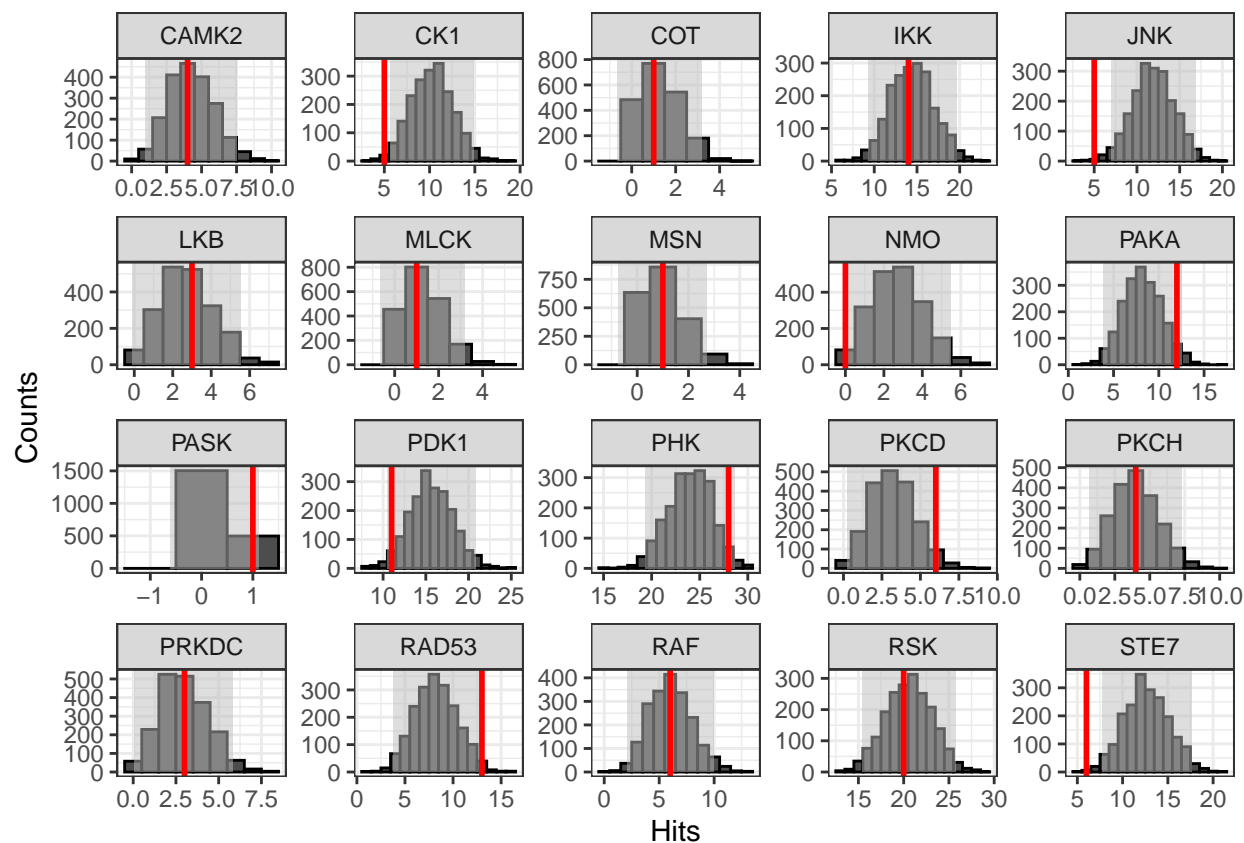 CAMK2 CK1 COT IKK JNK
400 300 200 100 0
300 200 100 0
800 600 400 200 0
300 200 100 0
300 200 100 0
0.0 2.5 5.0 7.5 10.0
5 10 15 20
0 2 4
5 10 15 20
5 10 15 20
LKB MLCK MSN NMO PAKA
400 200 0
800 600 400 200 0
750 500 250 0
400 200 0
300 200 100 0
0 2 4 6
0 2 4
0 2 4
0 2 4 6
0 5 10 15
Counts
PASK PDK1 PHK PKCD PKCH
1500 1000 500 0
300 200 100 0
300 200 100 0
500 400 300 200 100 0
500 400 300 200 100 0
−1 0 1
10 15 20 25
15 20 25 30
0.0 2.5 5.0 7.5 10.0
0.0 2.5 5.0 7.5 10.0
PRKDC RAD53 RAF RSK STE7
500 400 300 200 100 0
300 200 100 0
400 300 200 100 0
300 200 100 0
300 200 100 0
0.0 2.5 5.0 7.5
0 5 10 15
0 5 10
15 20 25 30
5 10 15 20
Hits